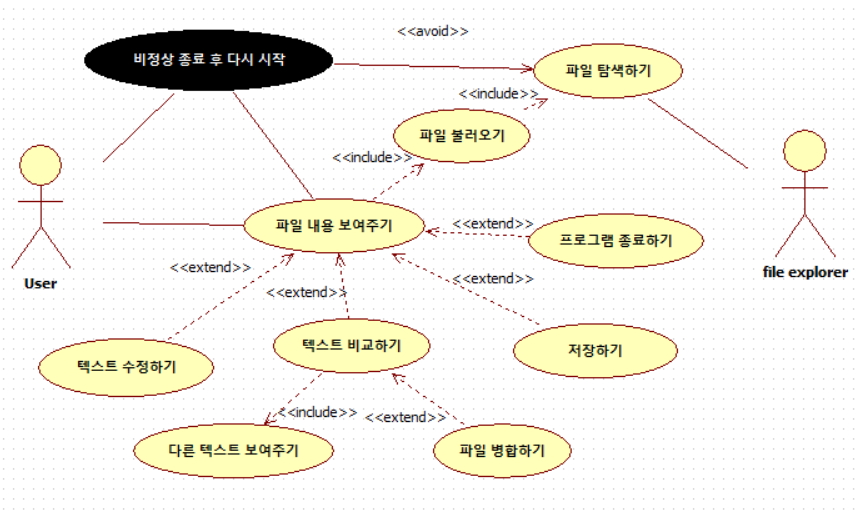 <<avoid>>
비정상 종료 후 다시 시작
파일 탐색하기
<<include>>
파일 불러오기
<<include>>
파일 내용 보여주기
<<extend>>
프로그램 종료하기
User
file explorer
<<extend>>
<<extend>>
<<extend>>
텍스트 수정하기
텍스트 비교하기
저장하기
<<include>>
<<extend>>
다른 텍스트 보여주기
파일 병합하기